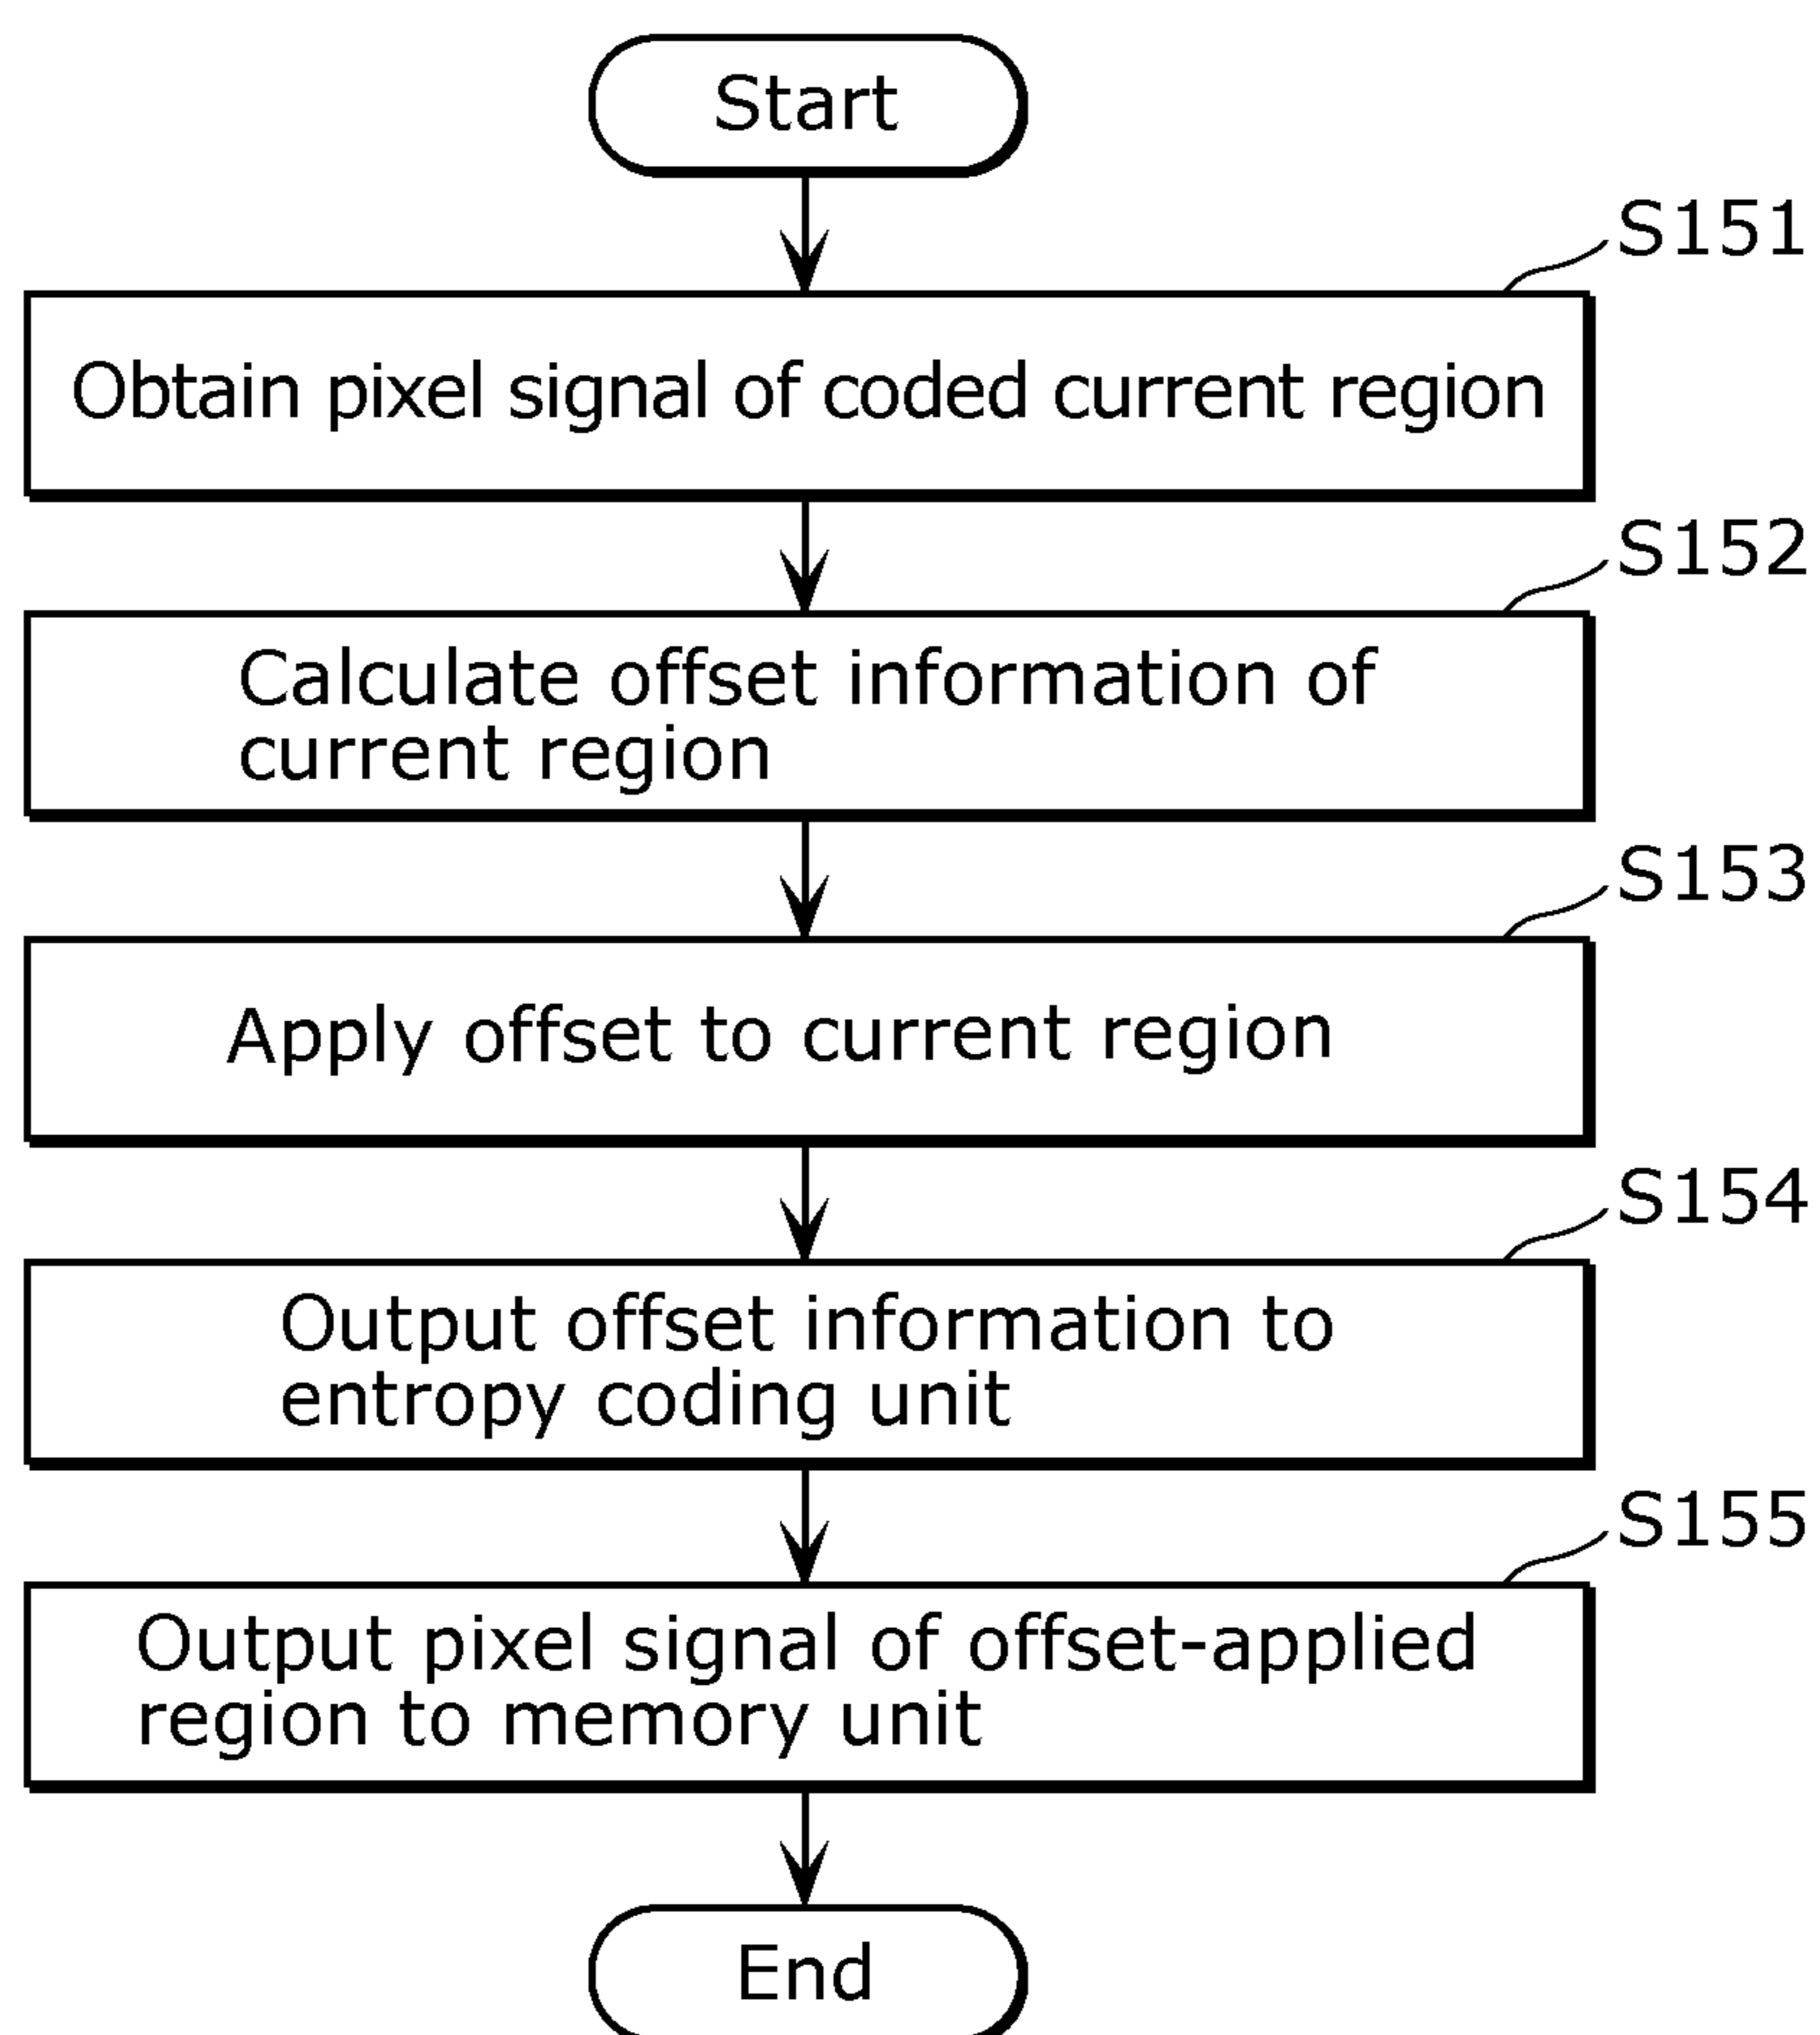 Start
S151
Obtain pixel signal of coded current region
S152
Calculate offset information of
current region
S153
Apply offset to current region
S154
Output offset information to
entropy coding unit
S155
Output pixel signal of offset-applied
region to memory unit
End